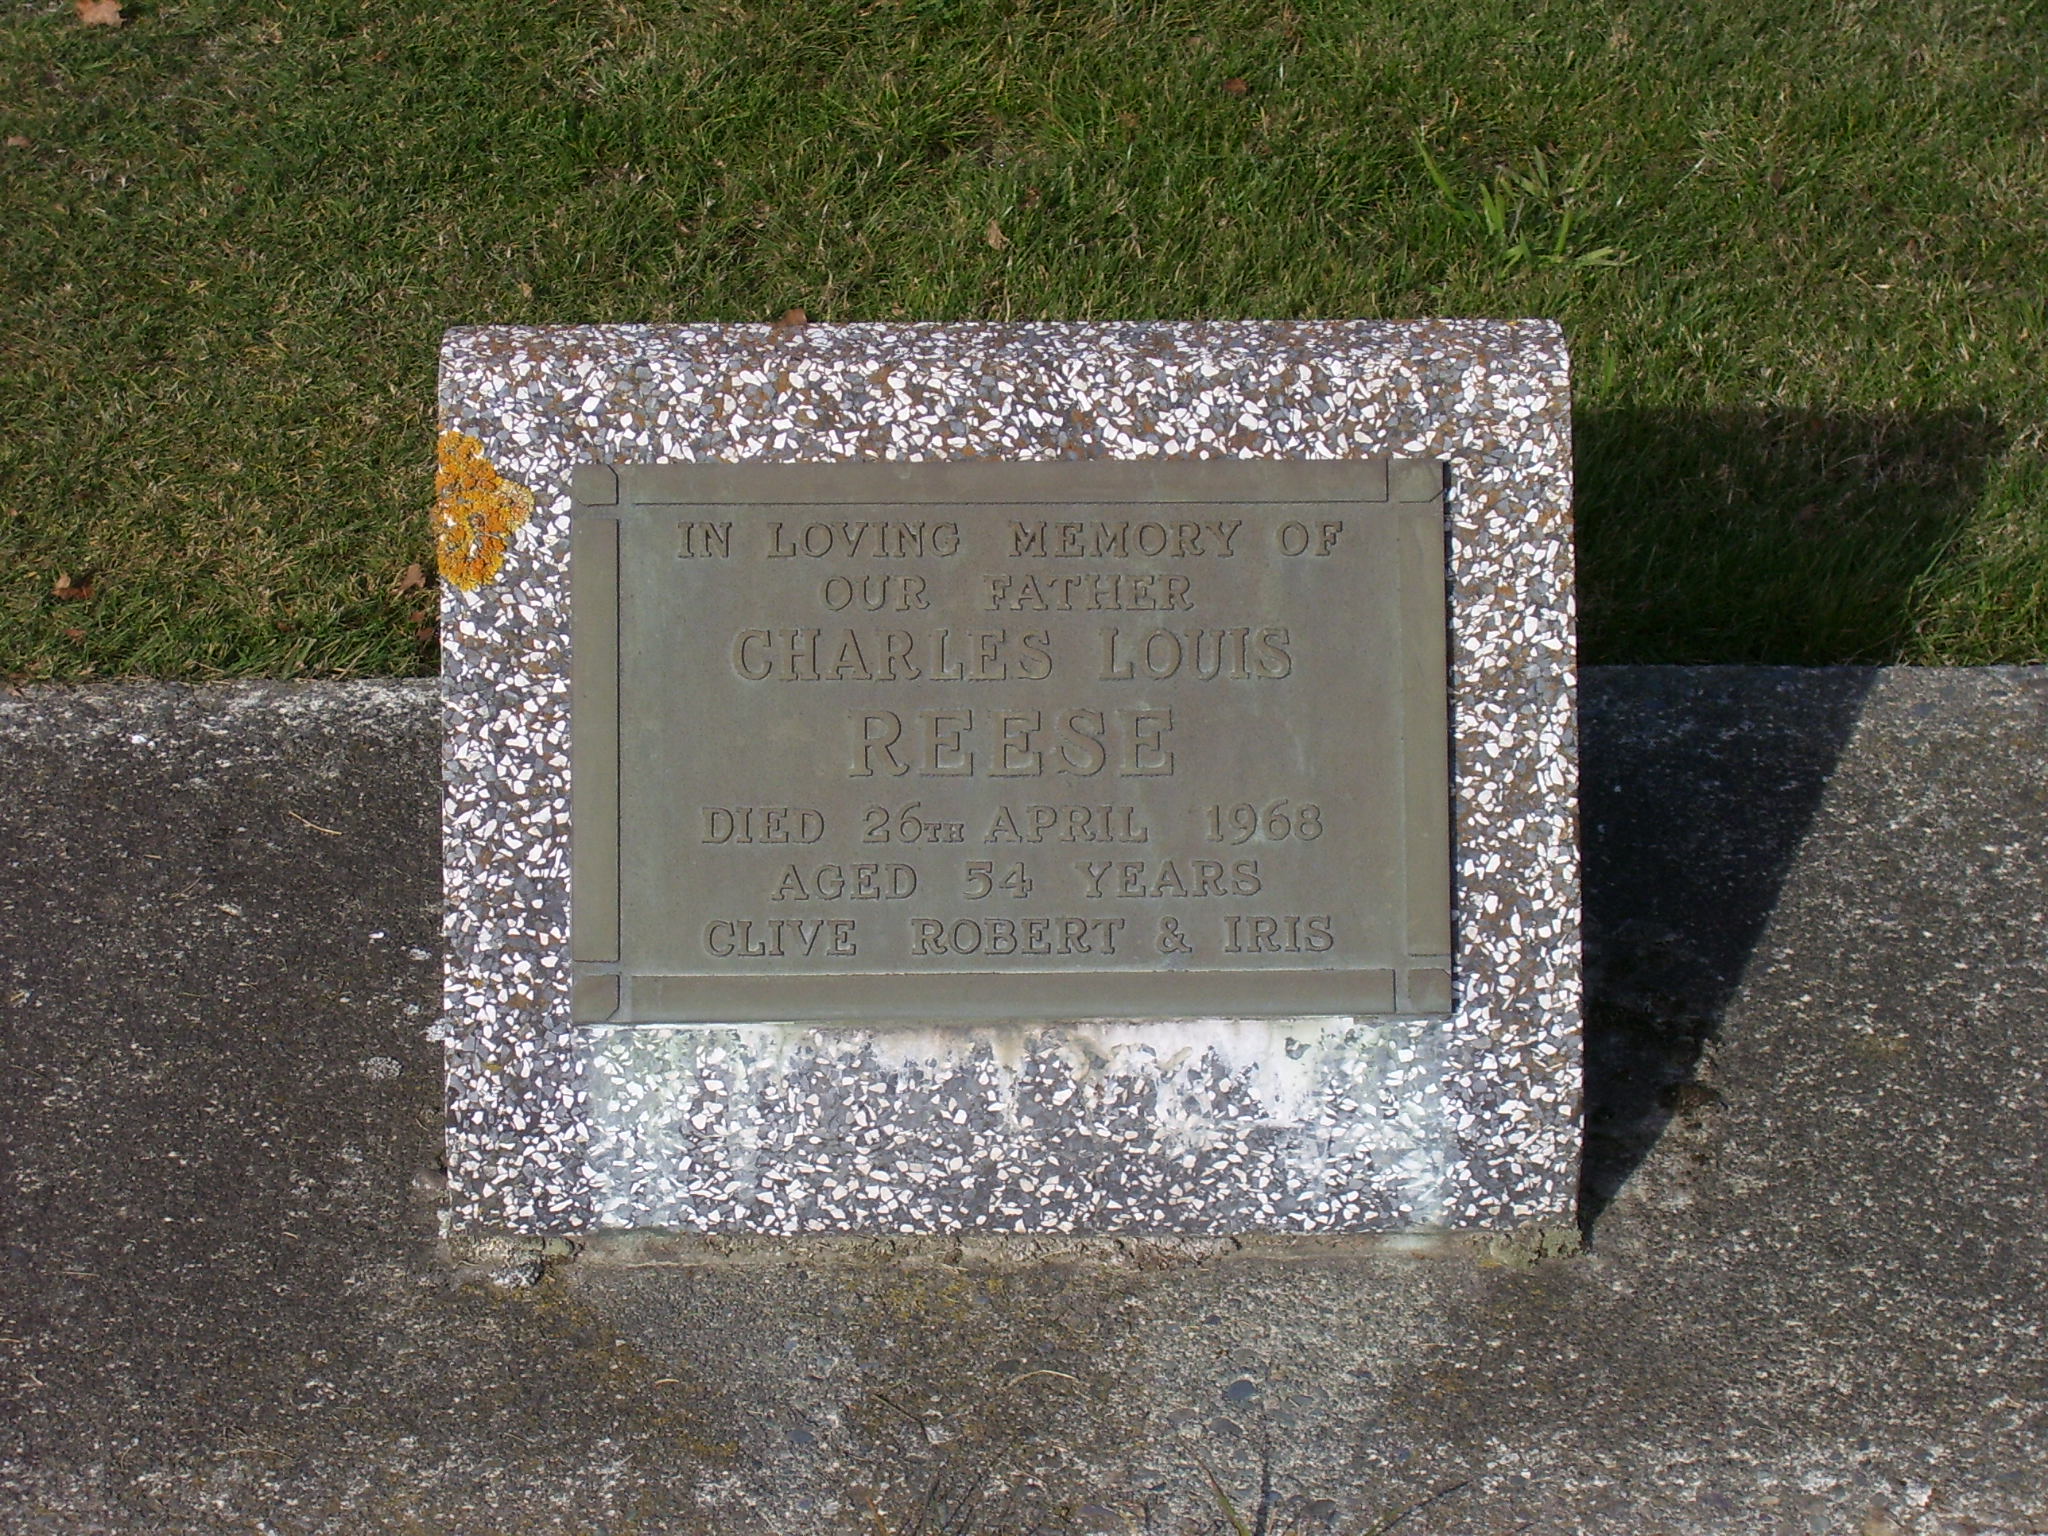 IN LOVING MEMORY OF
OUR FATHER
CHARLES LOUIS
REESE
DIED 26TH APRIL 1968
AGED 54 YEARS
CLIVE ROBERT & IRIS